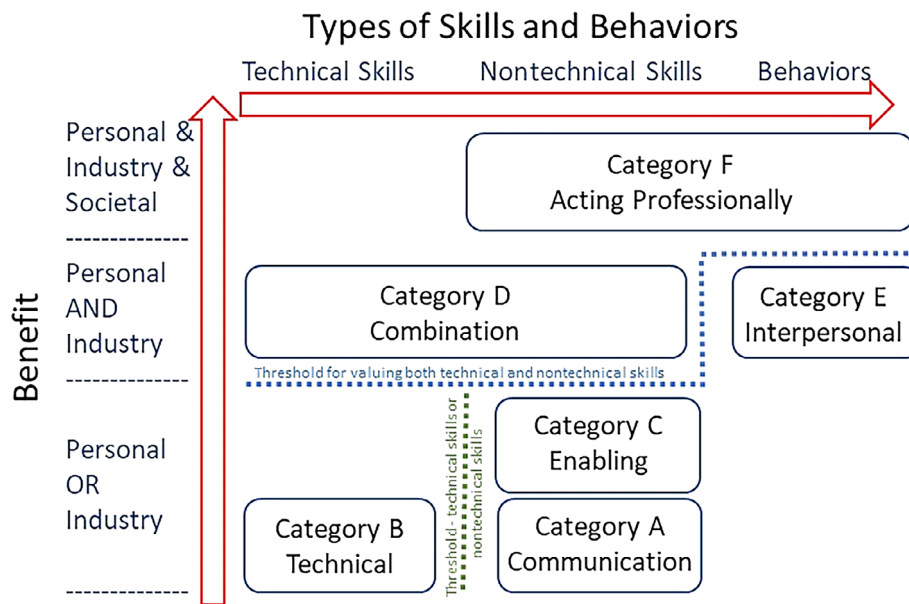 Types of Skills and Behaviors
Technical Skills
Nontechnical Skills
Behaviors
Benefit
Personal &
Industry &
Societal
--------------
Category F
Acting Professionally
Personal
AND
Industry
--------------
Category D
Combination
Category E
Interpersonal
Threshold for valuing both technical and nontechnical skills
Personal
OR
Industry
--------------
Threshold - technical skills or
nontechnical skills
Category C
Enabling
Category B
Technical
Category A
Communication